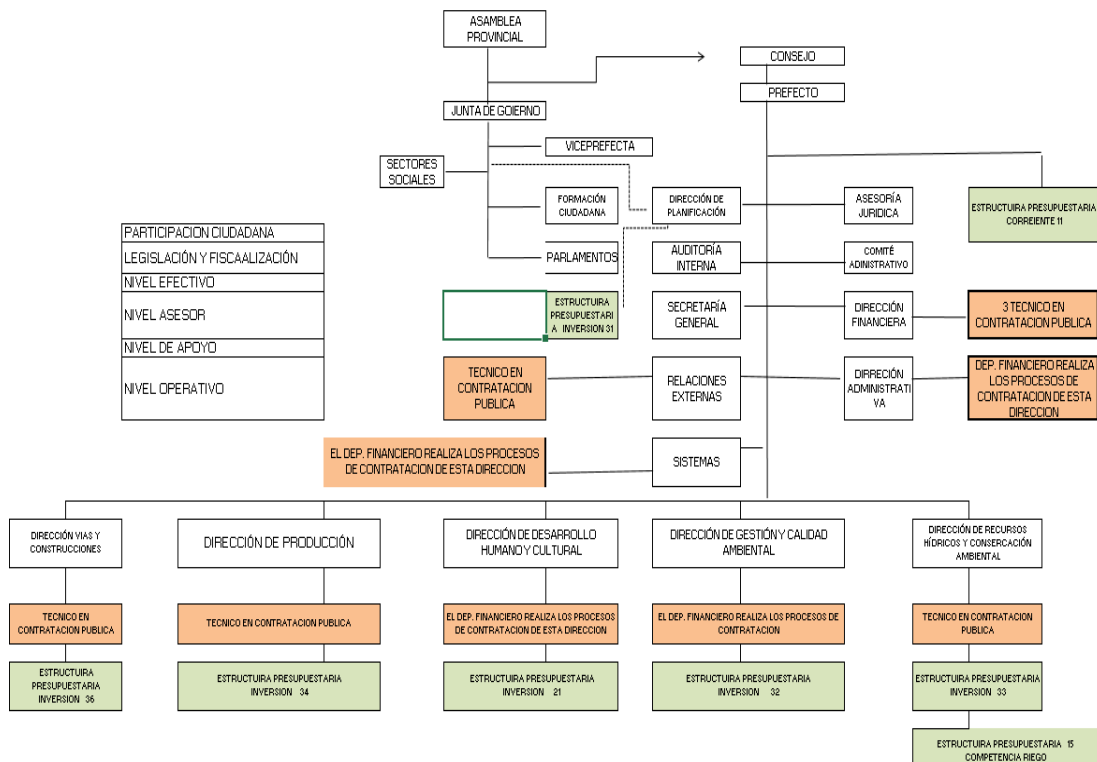 ASAMBLEA
PROVINCIAL
CONSEJO
PREFECTO
JUNTA DE GOIERNO
VICEPREFECTA
SECTORES
SOCIALES
FORMACIÓN
CIUDADANA
DIRECCIÓN DE
PLANIFICACIÓN
ASESORÍA
JURIDICA
ESTRUCTUIRA PRESUPUESTARIA
CORREIENTE 11
PARTICIPACION CIUDADANA
LEGISLACIÓN Y FISCAALIZACIÓN
NIVEL EFECTIVO
NIVEL ASESOR
NIVEL DE APOYO
NIVEL OPERATIVO
PARLAMENTOS
AUDITORÍA
INTERNA
COMITÉ
ADINISTRATIVO
ESTRUCTUIRA
PRESUPUESTARI
A INVERSION 31
SECRETARÍA
GENERAL
DIRECCIÓN
FINANCIERA
3 TECNICO EN
CONTRATACION PUBLICA
TECNICO EN
CONTRATACION
PUBLICA
RELACIONES
EXTERNAS
DIRRECIÓN
ADMINISTRATI
VA
DEP. FINANCIERO REALIZA
LOS PROCESOS DE
CONTRATACION DE ESTA
DIRECCION
EL DEP. FINANCIERO REALIZA LOS PROCESOS
DE CONTRATACION DE ESTA DIRECCION
SISTEMAS
DIRECCIÓN VIAS Y
CONSTRUCCIONES
DIRECCIÓN DE PRODUCCIÓN
DIRECCIÓN DE DESARROLLO
HUMANO Y CULTURAL
DIRECCIÓN DE GESTIÓN Y CALIDAD
AMBIENTAL
DIRECCIÓN DE RECURSOS
HÍDRICOS Y CONSERCACIÓN
AMBIENTAL
TECNICO EN
CONTRATACION PUBLICA
TECNICO EN CONTRATACION PUBLICA
EL DEP. FINANCIERO REALIZA LOS PROCESOS
DE CONTRATACION DE ESTA DIRECCION
EL DEP. FINANCIERO REALIZA LOS PROCESOS DE
CONTRATACION
TECNICO EN CONTRATACION
PUBLICA
ESTRUCTUIRA
PRESUPUESTARIA
INVERSION 36
ESTRUCTUIRA PRESUPUESTARIA
INVERSION 34
ESTRUCTUIRA PRESUPUESTARIA
INVERSION 21
ESTRUCTUIRA PRESUPUESTARIA
INVERSION 32
ESTRUCTUIRA PRESUPUESTARIA
INVERSION 33
ESTRUCTUIRA PRESUPUESTARIA 15
COMPETENCIA RIEGO